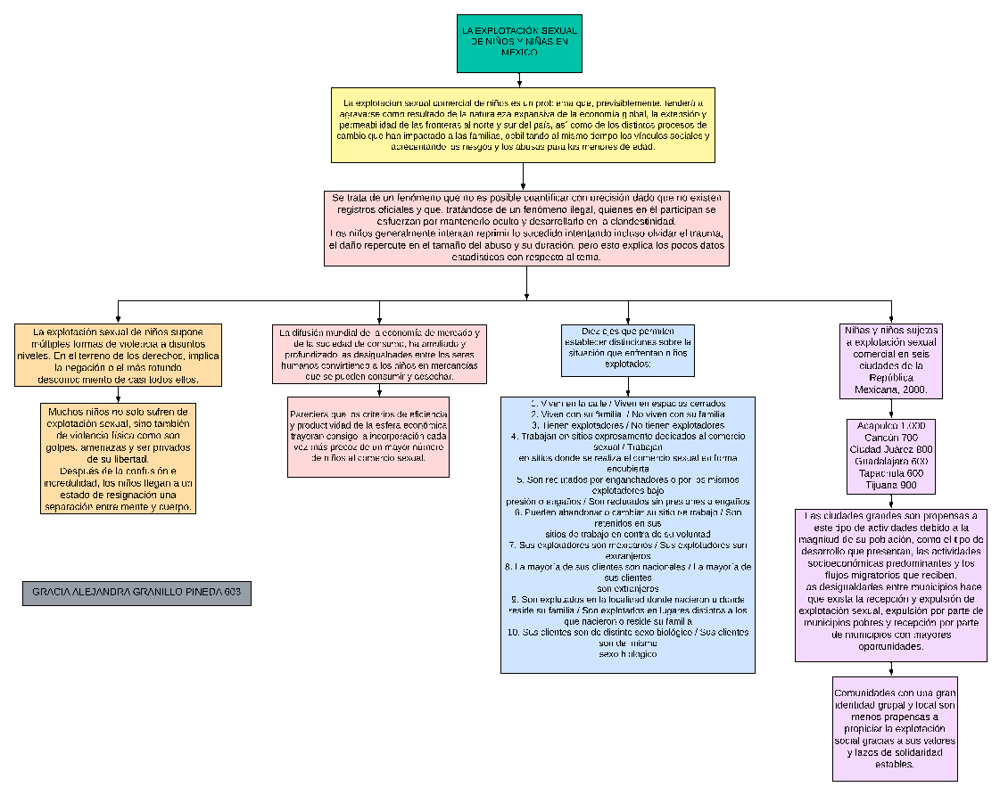 LA EXPLOTACIÓN SEXUAL
DE NIÑOS Y NIÑAS EN
MÉXICO
La explotación sexual comercial de niños es un problema que, previsiblemente, tenderá a
agravarse como resultado de la naturaleza expansiva de la economía global, la extensión y
permeabilidad de las fronteras al norte y sur del país, así como de los distintos procesos de
cambio que han impactado a las familias, debilitando al mismo tiempo los vínculos sociales y
acrecentando las riesgos y los abusos para los menores de edad.
Se trata de un fenómeno que no es posible cuantificar con precisión dado que no existen
registros oficiales y que, tratándose de un fenómeno ilegal, quienes en él participan se
esfuerzan por mantenerlo oculto y desarrollarlo en la clandestinidad.
Los niños generalmente intentan reprimir lo sucedido intentando incluso olvidar el trauma,
el daño repercute en el tamaño del abuso y su duración, pero esto explica los pocos datos
estadísticos con respecto al tema.
La explotación sexual de niños supone
múltiples formas de violencia a distintos
niveles. En el terreno de los derechos, implica
la negación o el más rotundo
desconocimiento de casi todos ellos.
Muchos niños no solo sufren de
explotación sexual, sino también
de violencia física como son
golpes, amenazas y ser privados
de su libertad.
Después de la confusión e
incredulidad, los niños llegan a un
estado de resignación una
separación entre mente y cuerpo.
GRACIA ALEJANDRA GRANILLO PINEDA 603
La difusión mundial de la economía de mercado y
de la sociedad de consumo, ha ampliado y
profundizado las desigualdades entre los seres
humanos convirtiendo a los niños en mercancías
que se pueden consumir y desechar.
Pareciera que los criterios de eficiencia
y productividad de la esfera económica
trajeran consigo la incorporación cada
vez más precoz de un mayor número
de niños al comercio sexual.
Diez ejes que permiten
establecer distinciones sobre la
situación que enfrentan niños
explotados:
1. Viven en la calle / Viven en espacios cerrados
2. Viven con su familia / No viven con su familia
3. Tienen explotadores / No tienen explotadores
4. Trabajan en sitios expresamente dedicados al comercio
sexual / Trabajan
en sitios donde se realiza el comercio sexual en forma
encubierta
5. Son reclutados por enganchadores o por los mismos
explotadores bajo
presión o engaños / Son reclutados sin presiones o engaños
6. Pueden abandonar o cambiar su sitio de trabajo / Son
retenidos en sus
sitios de trabajo en contra de su voluntad
7. Sus explotadores son mexicanos / Sus explotadores son
extranjeros
8. La mayoría de sus clientes son nacionales / La mayoría de
sus clientes
son extranjeros
9. Son explotados en la localidad donde nacieron o donde
reside su familia / Son explotados en lugares distintos a los
que nacieron o reside su familia
10. Sus clientes son de distinto sexo biológico / Sus clientes
son del mismo
sexo biológico
Niñas y niños sujetos
a explotación sexual
comercial en seis
ciudades de la
República
Mexicana, 2000.
Acapulco 1,000
Cancún 700
Ciudad Juárez 800
Guadalajara 600
Tapachula 600
Tijuana 900
Las ciudades grandes son propensas a
este tipo de actividades debido a la
magnitud de su población, como el tipo de
desarrollo que presentan, las actividades
socioeconómicas predominantes y los
flujos migratorios que reciben.
Las desigualdades entre municipios hace
que exista la recepción y expulsión de
explotación sexual, expulsión por parte de
municipios pobres y recepción por parte
de municipios con mayores
oportunidades.
Comunidades con una gran
identidad grupal y local son
menos propensas a
propiciar la explotación
social gracias a sus valores
y lazos de solidaridad
estables.